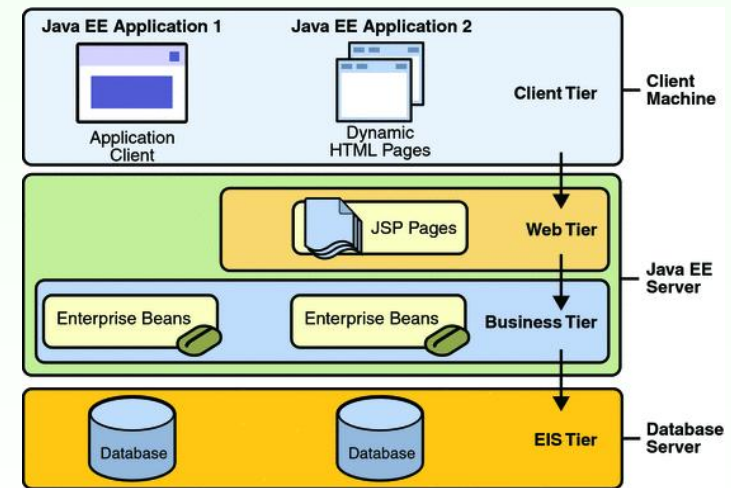 Java EE Application 1
Java EE Application 2
Application
Client
Dynamic
HTML Pages
Client Tier
Client
Machine
JSP Pages
Web Tier
Java EE
Server
Enterprise Beans
Enterprise Beans
Business Tier
Database
Database
EIS Tier
Database
Server